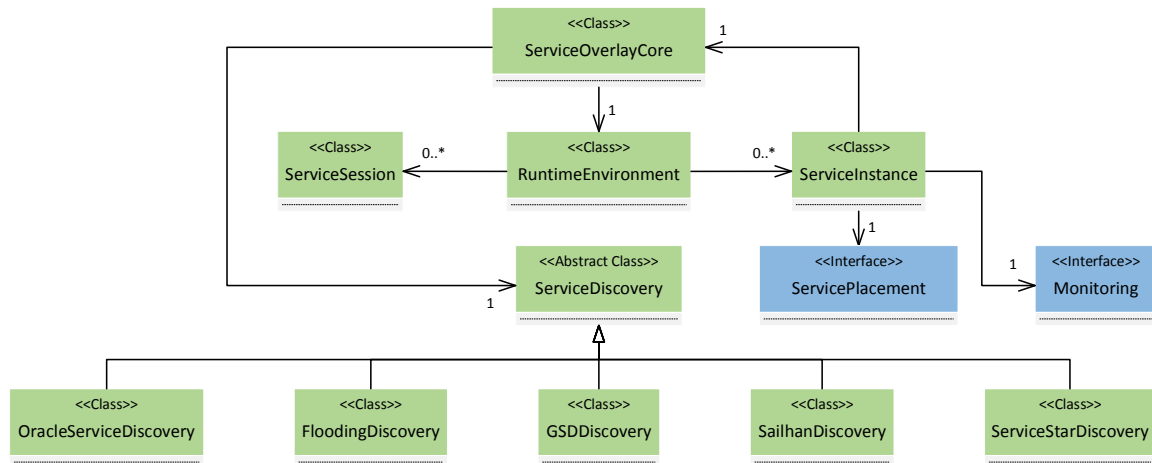 <<Class>>
ServiceOverlayCore
1
1
<<Class>>
ServiceSession
0..*
<<Class>>
RuntimeEnvironment
0..*
<<Class>>
ServiceInstance
1
<<Abstract Class>>
ServiceDiscovery
1
<<Interface>>
ServicePlacement
1
<<Interface>>
Monitoring
<<Class>>
OracleServiceDiscovery
<<Class>>
FloodingDiscovery
<<Class>>
GSDDiscovery
<<Class>>
SailhanDiscovery
<<Class>>
ServiceStarDiscovery